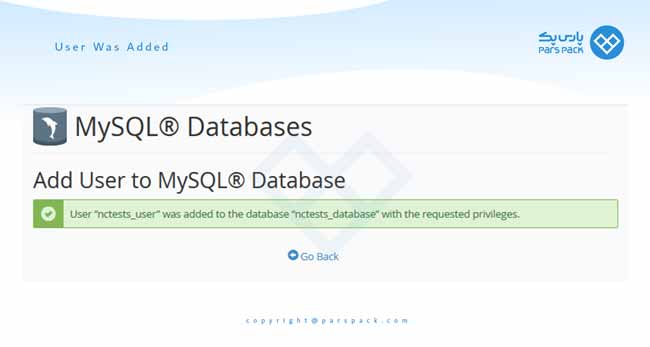 User Was Added
پارس پک
PARS PACK
MySQL® Databases
Add User to MySQL® Database
User “nctests_user” was added to the database “nctests_database” with the requested privileges.
Go Back
copyright@parspack.com